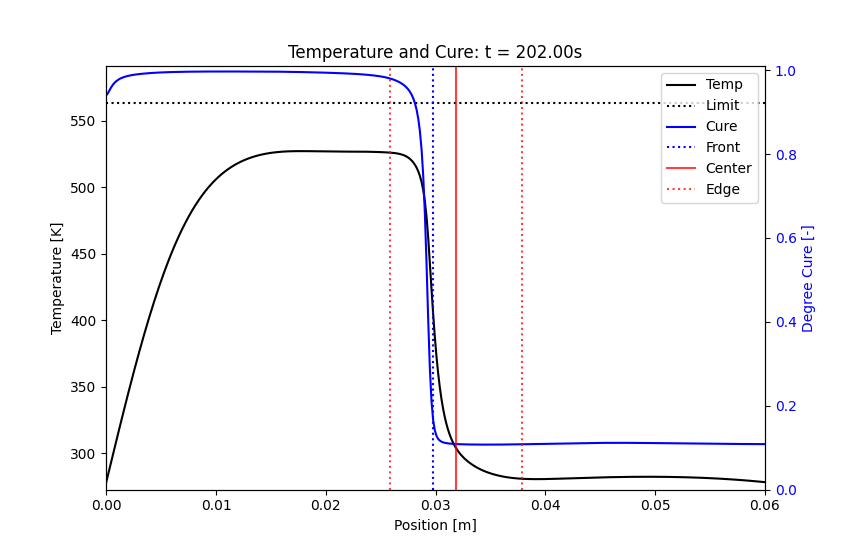 Temperature and Cure: t = 202.00s
Temp
Limit
Cure
Front
Center
Edge
Temperature [K]
550
500
450
400
350
300
1.0
0.8
0.6
0.4
0.2
0.0
Degree Cure [-]
0.00 0.01 0.02 0.03 0.04 0.05 0.06
Position [m]